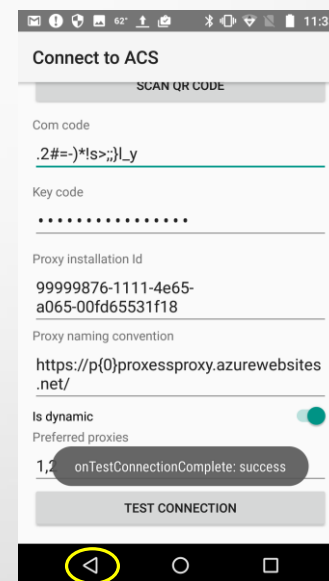 62°
11:3
Connect to ACS
SCAN QR CODE
Com code
.2#=-)*!s>;;}l_y
Key code
••••••••••••••••
Proxy installation Id
99999876-1111-4e65-
a065-00fd65531f18
Proxy naming convention
https://p{0}proxessproxy.azurewebsites
.net/
Is dynamic
Preferred proxies
1,2
onTestConnectionComplete: success
TEST CONNECTION